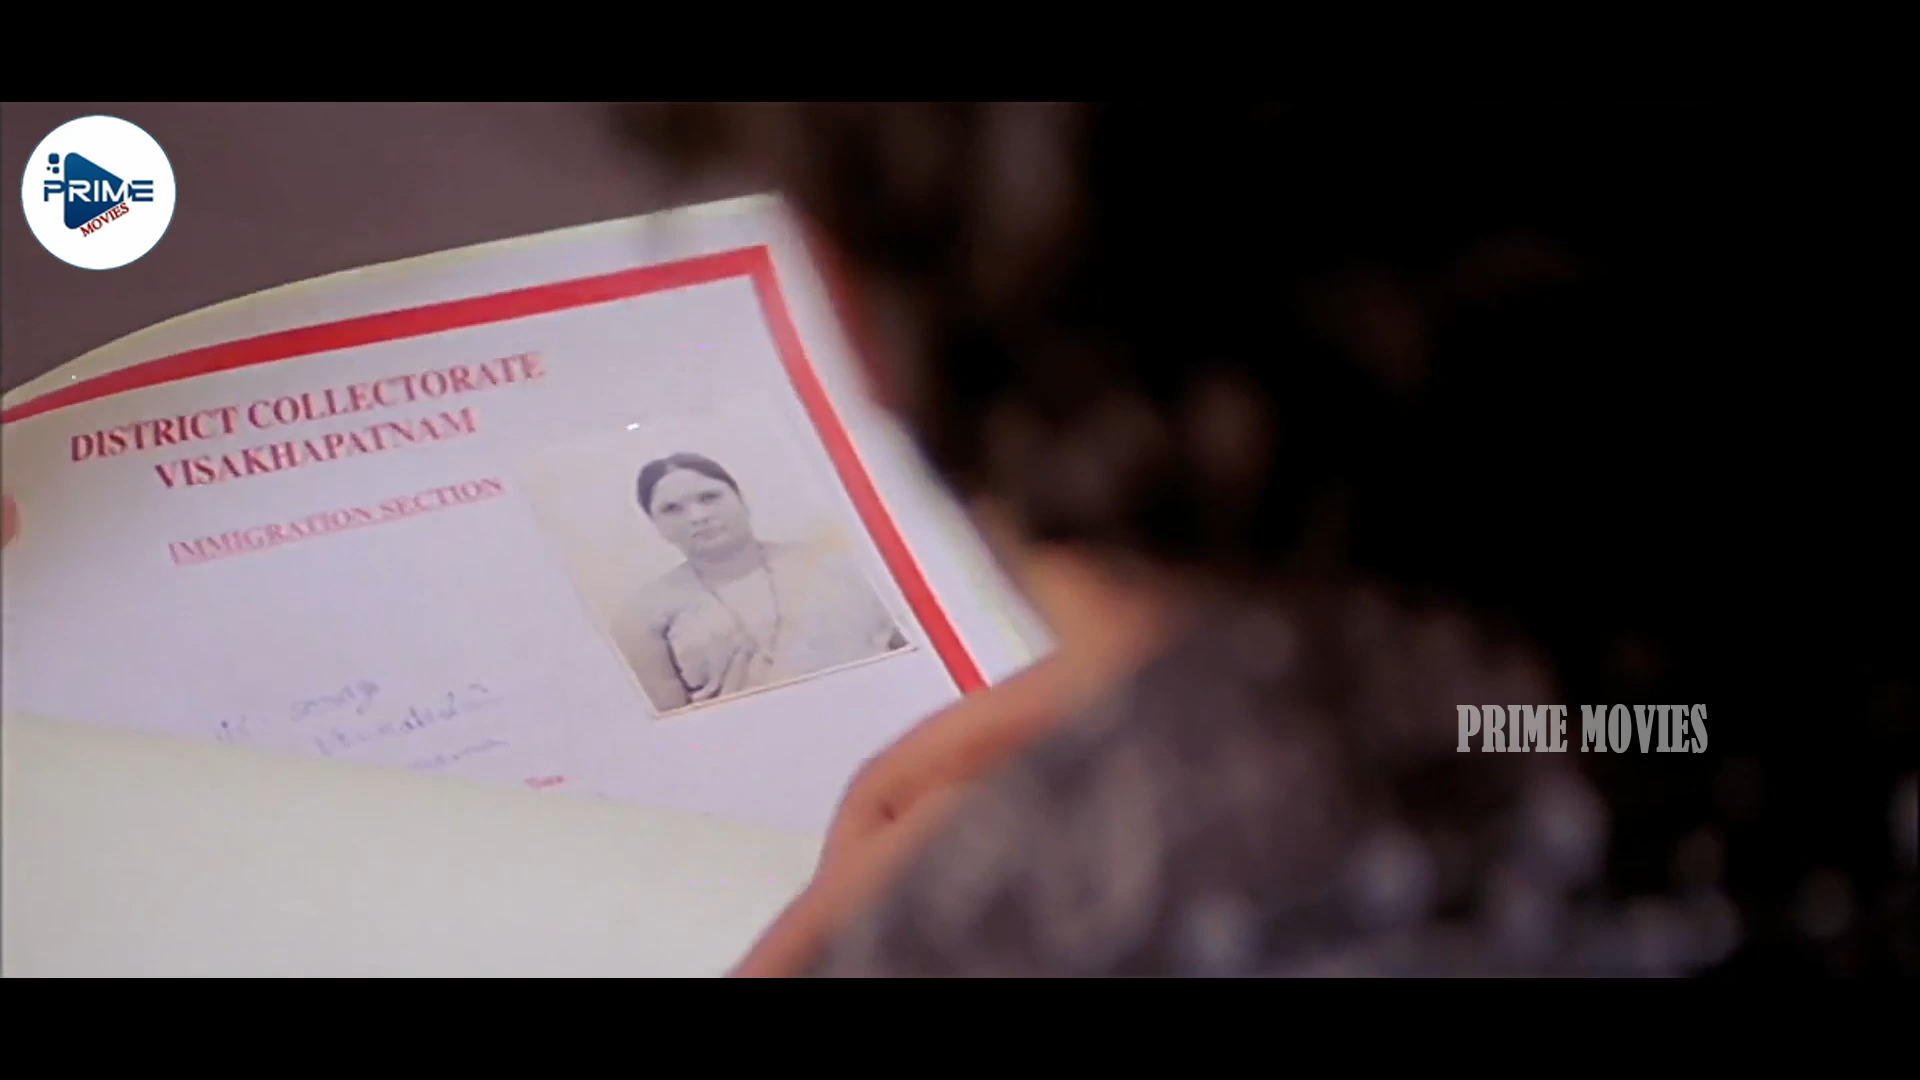 PRIME
MOVIES
DISTRICT COLLECTORATE
VISAKHAPATNAM
IMMIGRATION SECTION
PRIME MOVIES